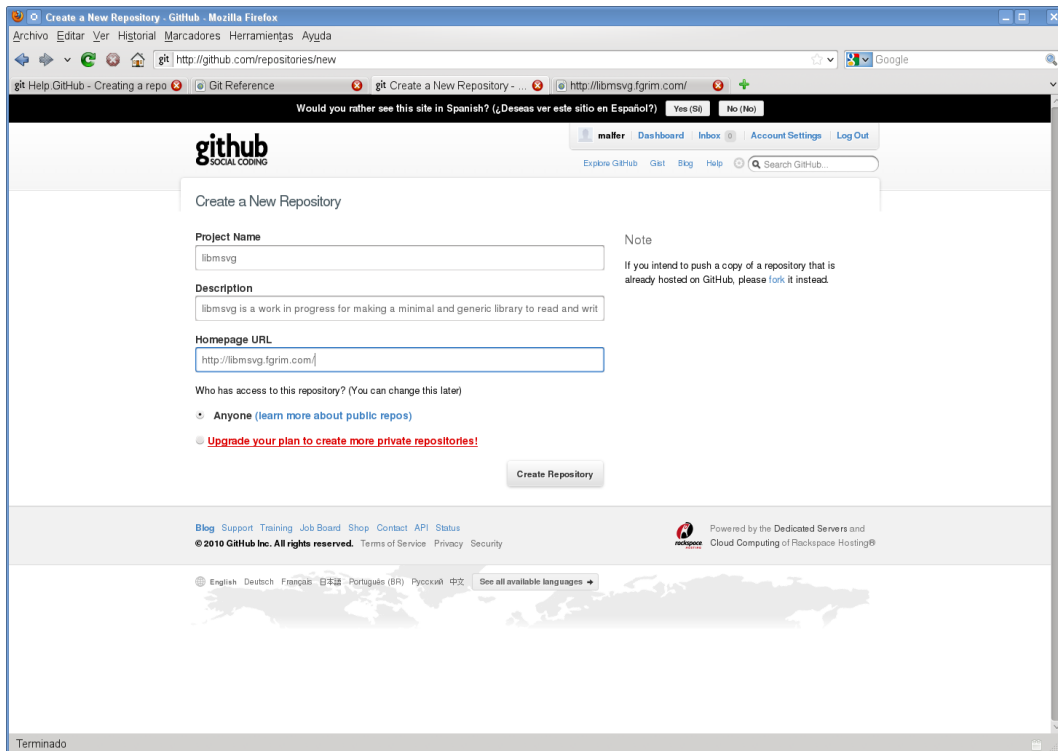 Create a New Repository - GitHub - Mozilla Firefox
Archivo Editar Ver Historial Marcadores Herramientas Ayuda
git http://github.com/repositories/new Google
git Help.GitHub - Creating a repo Git Reference git Create a New Repository - ... http://libmsvg.fgrim.com/
Would you rather see this site in Spanish? (¿Deseas ver este sitio en Español?) Yes (Sí) No (No)
github
SOCIAL CODING
malfer Dashboard Inbox 0 Account Settings Log Out
Explore GitHub Gist Blog Help Search GitHub...
Create a New Repository
Project Name
libmsvg
Description
libmsvg is a work in progress for making a minimal and generic library to read and writ
Homepage URL
http://libmsvg.fgrim.com/
Who has access to this repository? (You can change this later)
Anyone (learn more about public repos)
Upgrade your plan to create more private repositories!
Create Repository
Note
If you intend to push a copy of a repository that is
already hosted on GitHub, please fork it instead.
Blog Support Training Job Board Shop Contact API Status
© 2010 GitHub Inc. All rights reserved. Terms of Service Privacy Security
rackspace
HOSTING
Powered by the Dedicated Servers and
Cloud Computing of Rackspace Hosting®
English Deutsch Français 日本語 Português (BR) Русский 中文 See all available languages
Terminado